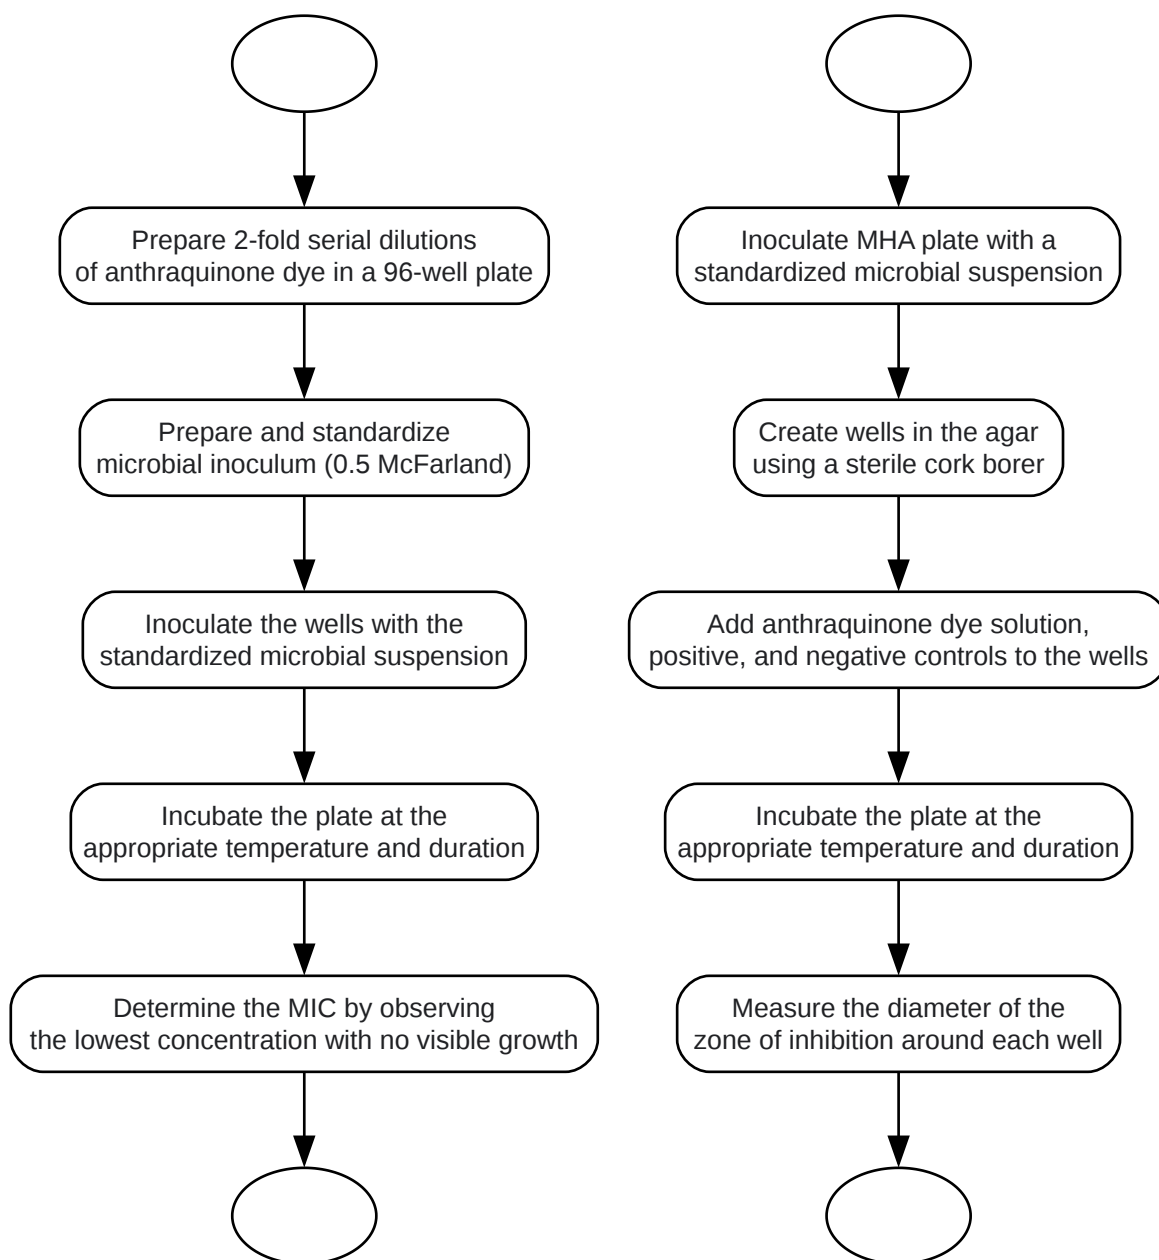 Prepare 2-fold serial dilutions
of anthraquinone dye in a 96-well plate
Prepare and standardize
microbial inoculum (0.5 McFarland)
Inoculate the wells with the
standardized microbial suspension
Incubate the plate at the
appropriate temperature and duration
Determine the MIC by observing
the lowest concentration with no visible growth
Inoculate MHA plate with a
standardized microbial suspension
Create wells in the agar
using a sterile cork borer
Add anthraquinone dye solution,
positive, and negative controls to the wells
Incubate the plate at the
appropriate temperature and duration
Measure the diameter of the
zone of inhibition around each well